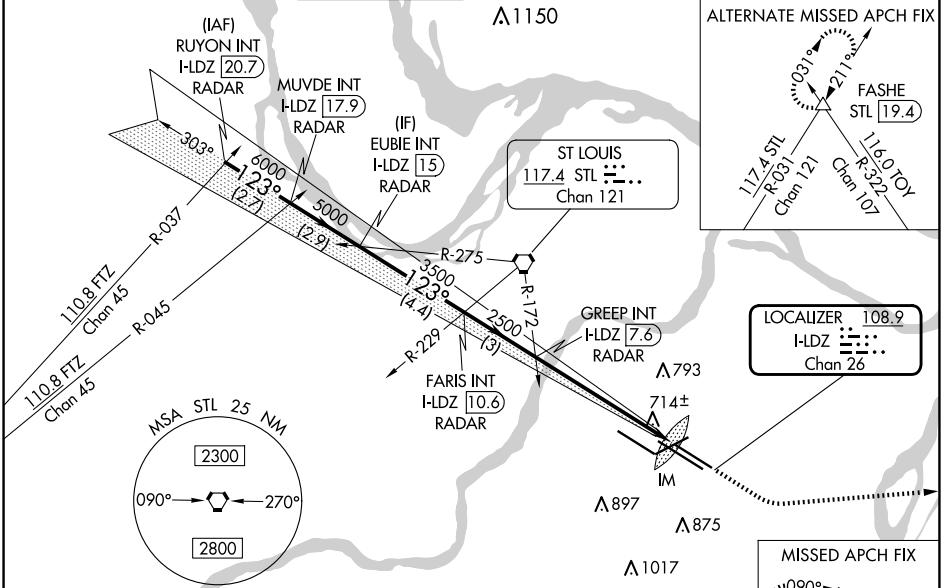 1150
(IAF)
RUYON INT
I-LDZ 20.7
RADAR
MUVDE INT
I-LDZ 17.9
RADAR
(IF)
EUBIE INT
I-LDZ 15
RADAR
303°
6000
123°
(2.7)
5000
(2.9)
R-037
110.8 FTZ
Chan 45
R-045
110.8 FTZ
Chan 45
ST LOUIS
117.4 STL
Chan 121
R-275
3500
123°
(4.4)
R-172
R-229
2500
(3)
GREEP INT
I-LDZ 7.6
RADAR
FARIS INT
I-LDZ 10.6
RADAR
793
714±
IM
897
875
1017
ALTERNATE MISSED APCH FIX
031°
211°
FASHE
STL 19.4
117.4 STL
R-031
Chan 121
116.0 TOY
R-322
Chan 107
LOCALIZER 108.9
I-LDZ
Chan 26
MSA STL 25 NM
2300
090° 270°
2800
MISSED APCH FIX
090°